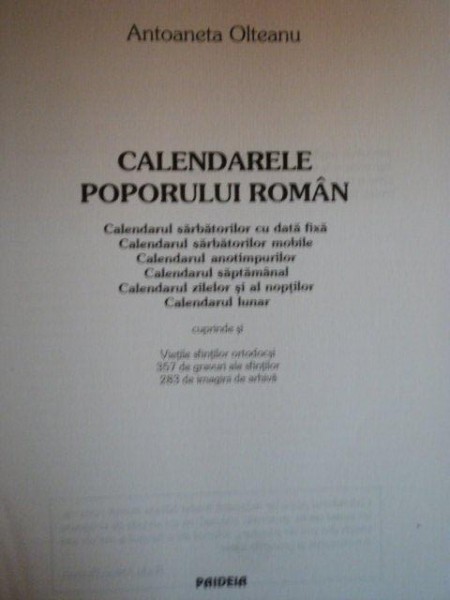 Antoaneta Olteanu
CALENDARELE
POPORULUI ROMÂN
Calendarul sărbătorilor cu dată fixă
Calendarul sărbătorilor mobile
Calendarul anotimpurilor
Calendarul săptămânal
Calendarul zilelor și al nopților
Calendarul lunar
cuprinde și
Viețile sfinților ortodocși
357 de gravuri ale sfinților
283 de imagini de arhivă
PAIDEIA